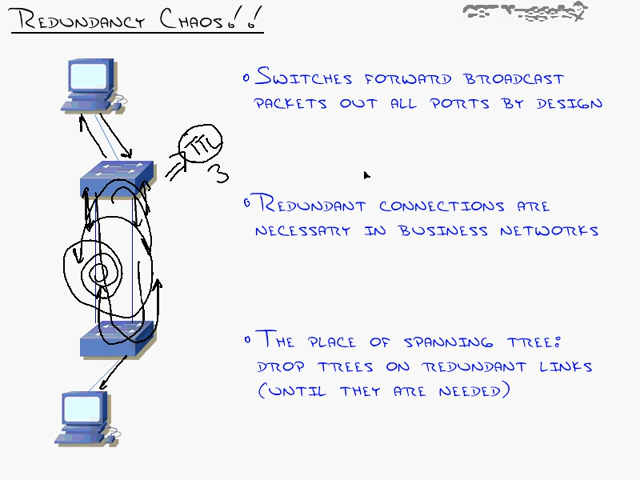 Redundancy Chaos!!
Switches forward broadcast
packets out all ports by design
TTL
3
Redundant connections are
necessary in business networks
The place of spanning tree:
drop trees on redundant links
(until they are needed)